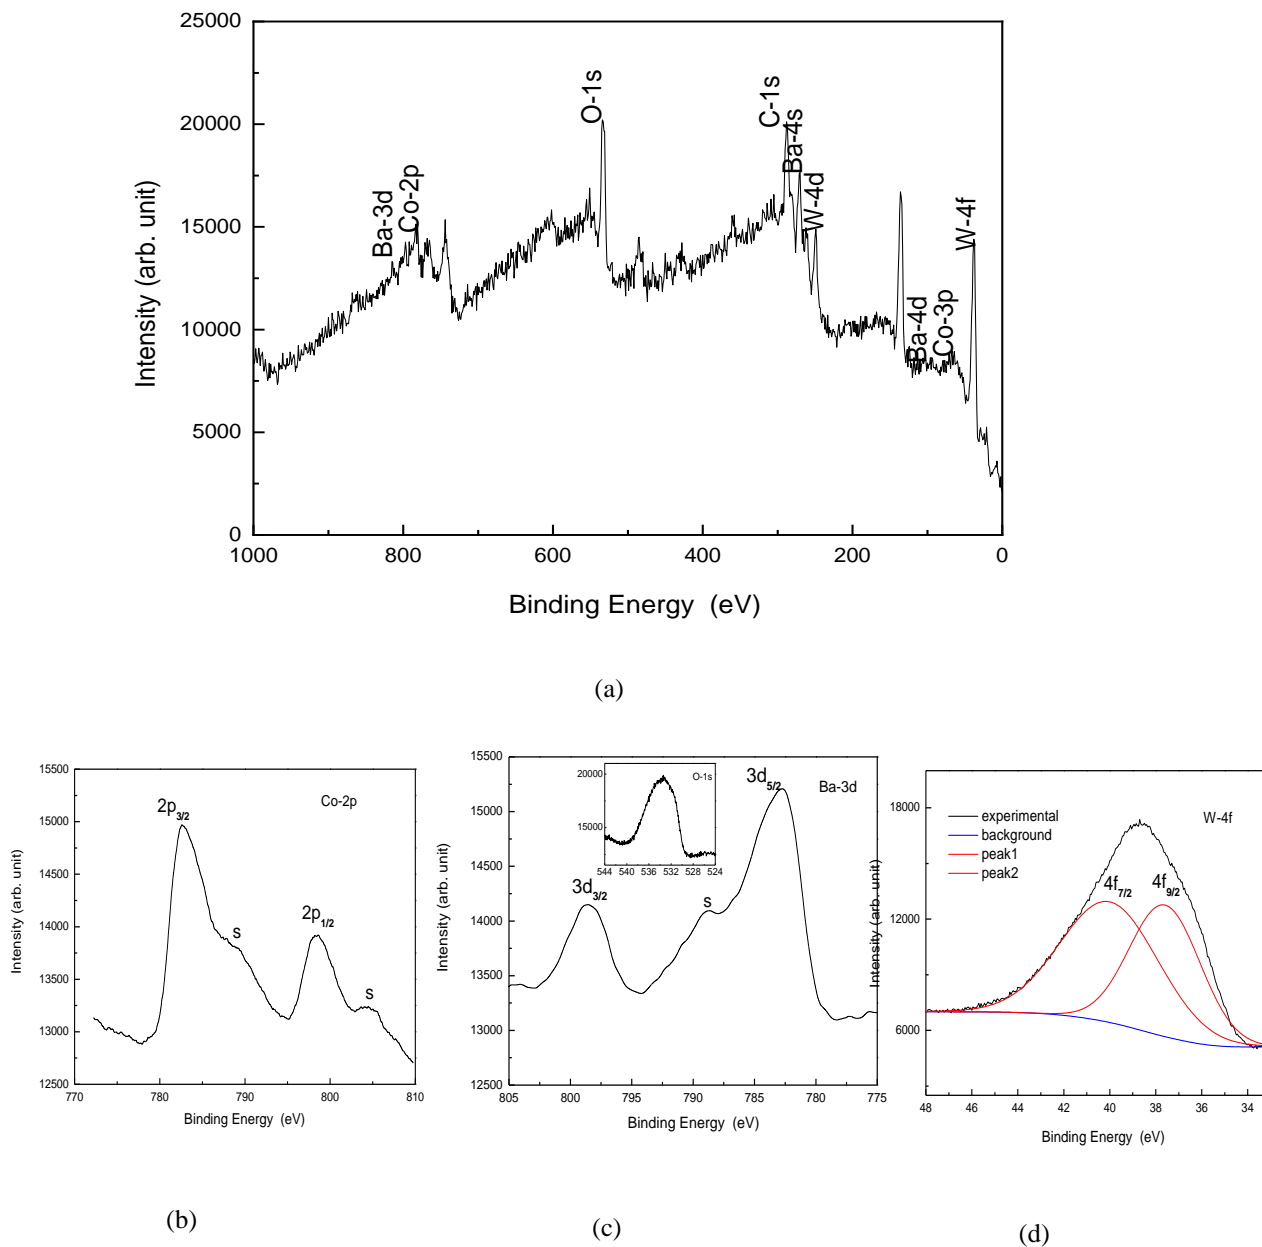 25000
20000
15000
10000
5000
0
Intensity (arb. unit)
Ba-3d
Co-2p
O-1s
C-1s
Ba-4s
W-4d
Ba-4d
Co-3p
W-4f
1000 800 600 400 200 0
Binding Energy (eV)
(a)
15500
15000
14500
14000
13500
13000
12500
Intensity (arb. unit)
Co-2p
2p3/2
s
2p1/2
s
770 780 790 800 810
Binding Energy (eV)
(b)
15500
15000
14500
14000
13500
13000
12500
Intensity (arb. unit)
20000
15000
O-1s
544 540 536 532 528 524
3d5/2
Ba-3d
3d3/2
s
805 800 795 790 785 780 775
Binding Energy (eV)
(c)
18000
12000
6000
Intensity (arb. unit)
experimental
background
peak1
peak2
W-4f
4f7/2
4f9/2
48 46 44 42 40 38 36 34
Binding Energy (eV)
(d)